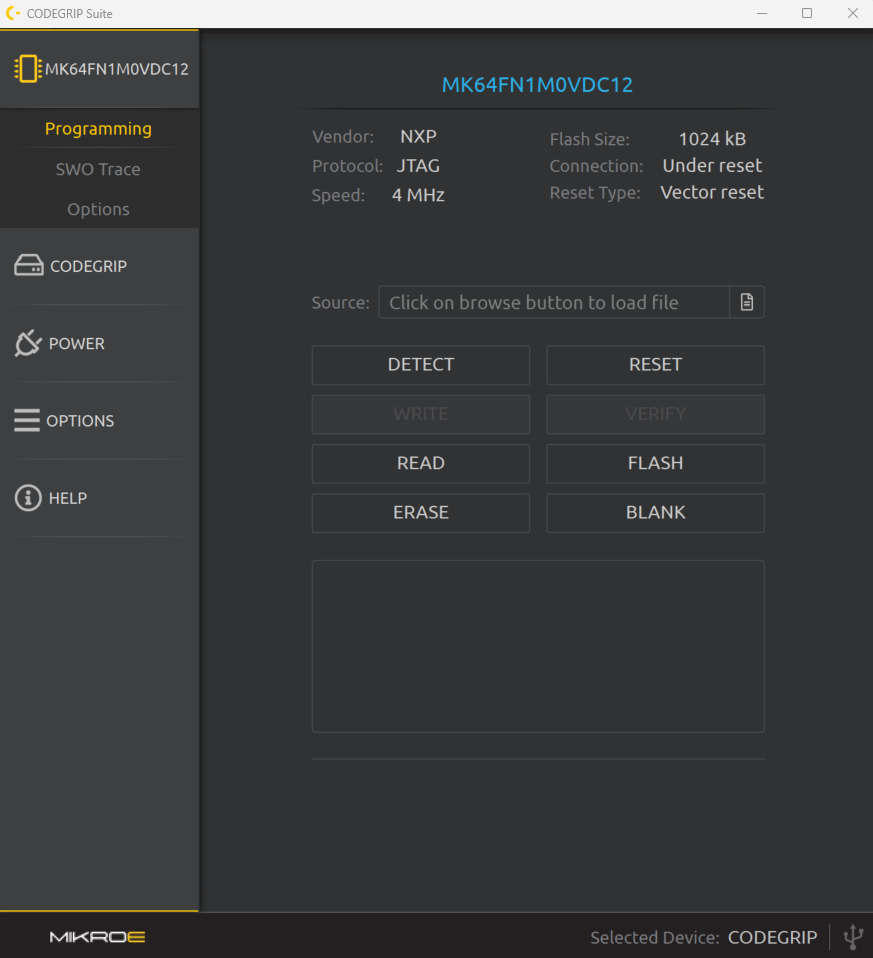 CODEGRIP Suite
MK64FN1M0VDC12
Programming
SWO Trace
Options
CODEGRIP
POWER
OPTIONS
HELP
MK64FN1M0VDC12
Vendor: NXP
Protocol: JTAG
Speed: 4 MHz
Flash Size: 1024 kB
Connection: Under reset
Reset Type: Vector reset
Source: Click on browse button to load file
DETECT RESET
WRITE VERIFY
READ FLASH
ERASE BLANK
MIKROE
Selected Device: CODEGRIP